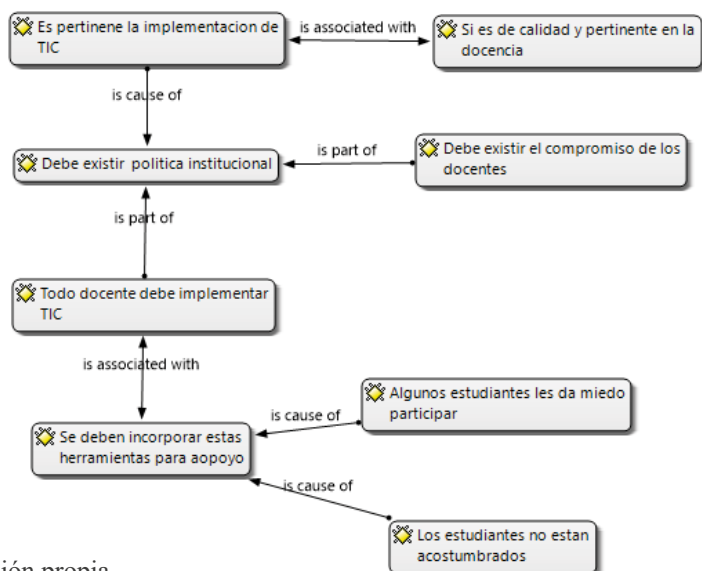 Es pertinene la implementacion de
TIC
is associated with
Si es de calidad y pertinente en la
docencia
is cause of
Debe existir politica institucional
is part of
Debe existir el compromiso de los
docentes
is part of
Todo docente debe implementar
TIC
is associated with
Algunos estudiantes les da miedo
participar
is cause of
Se deben incorporar estas
herramientas para aopoyo
is cause of
Los estudiantes no estan
acostumbrados
propia